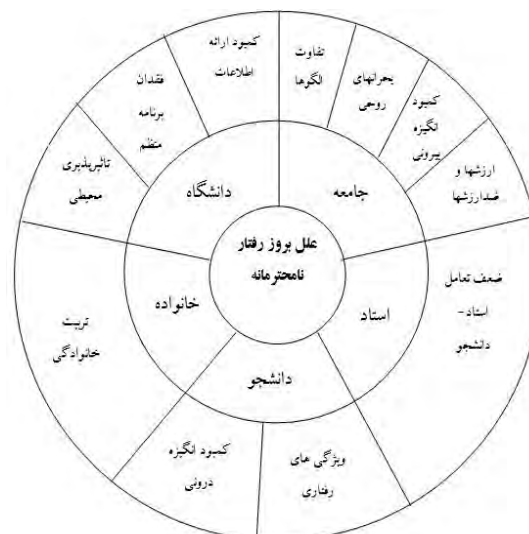 کمبود ارائه
اطلاعات
تفاوت
الگوها
بحرانهای
روحی
کمبود
انگیزه
بیرونی
ارزشها و
ضدارزشها
فقدان
برنامه
منظم
تاثیرپذیری
محیطی
دانشگاه
جامعه
علل بروز رفتار
نامحترمانه
خانواده
استاد
دانشجو
تربیت
خانوادگی
ضعف تعامل
استاد-
دانشجو
کمبود انگیزه
درونی
ویژگی های
رفتاری